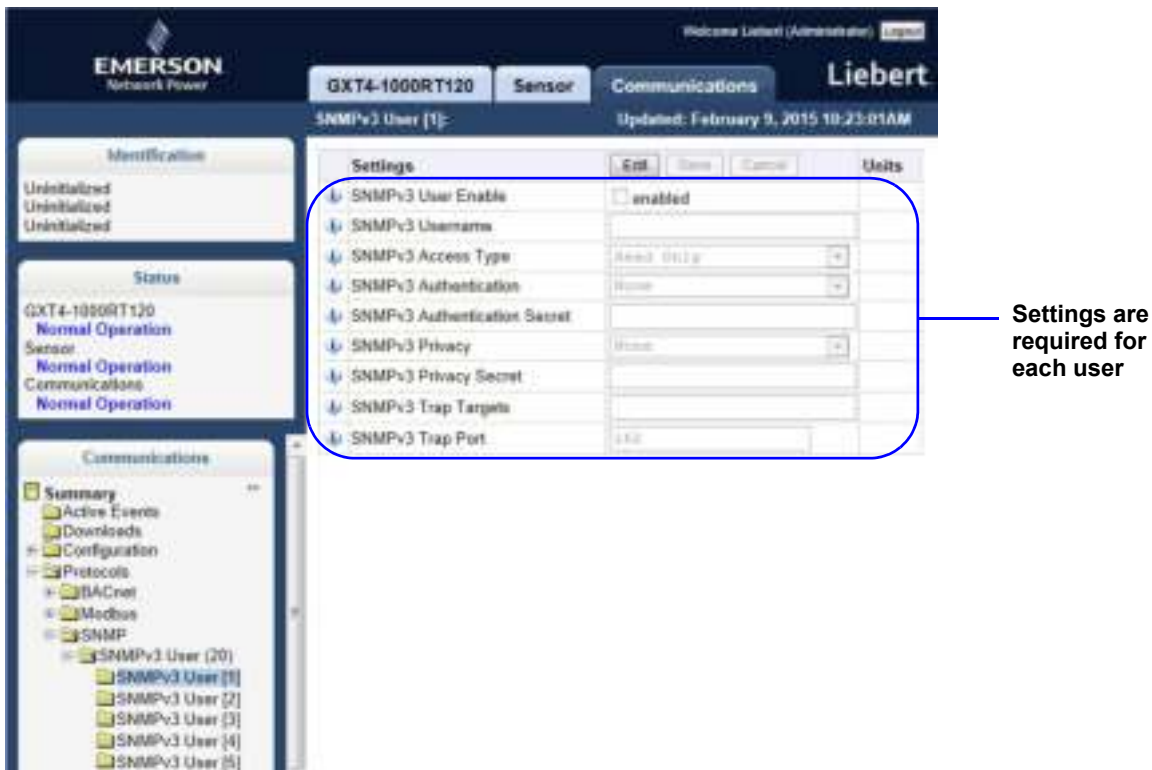 Welcome Liebert (Administrator) Logout
EMERSON
Network Power
GXT4-1000RT120 Sensor Communications
Liebert
SNMPv3 User [1]: Updated: February 9, 2015 10:23:01AM
Identification
Uninitialized
Uninitialized
Uninitialized
Status
GXT4-1000RT120
Normal Operation
Sensor
Normal Operation
Communications
Normal Operation
Communications
Summary
Active Events
Downloads
Configuration
Protocols
BACnet
Modbus
SNMP
SNMPv3 User (20)
SNMPv3 User [1]
SNMPv3 User [2]
SNMPv3 User [3]
SNMPv3 User [4]
SNMPv3 User [5]
Settings Edit Save Cancel Units
SNMPv3 User Enable enabled
SNMPv3 Username
SNMPv3 Access Type Read Only
SNMPv3 Authentication None
SNMPv3 Authentication Secret
SNMPv3 Privacy None
SNMPv3 Privacy Secret
SNMPv3 Trap Targets
SNMPv3 Trap Port
Settings are
required for
each user